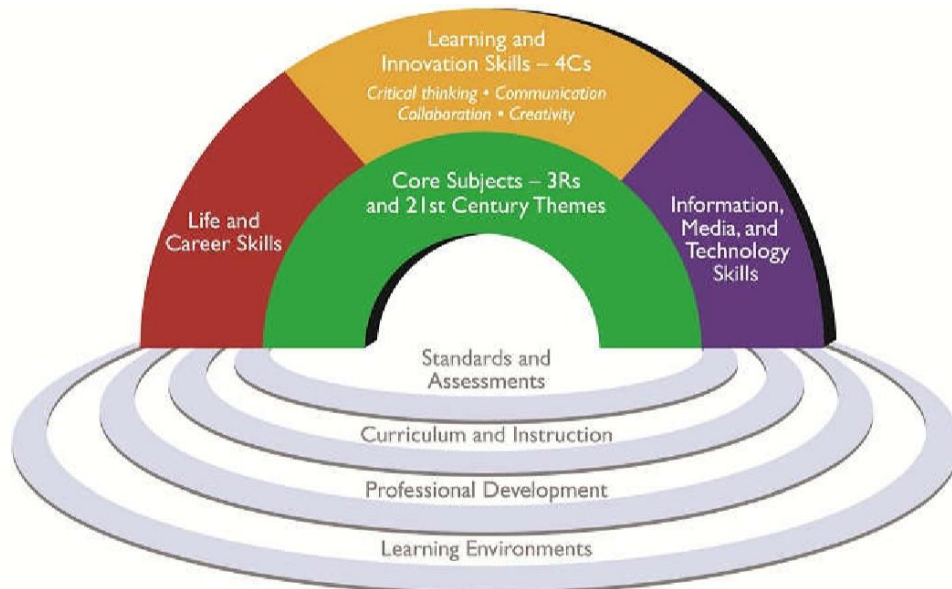 Learning and
Innovation Skills – 4Cs
Critical thinking • Communication
Collaboration • Creativity
Core Subjects – 3Rs
and 21st Century Themes
Life and
Career Skills
Information,
Media, and
Technology
Skills
Standards and
Assessments
Curriculum and Instruction
Professional Development
Learning Environments